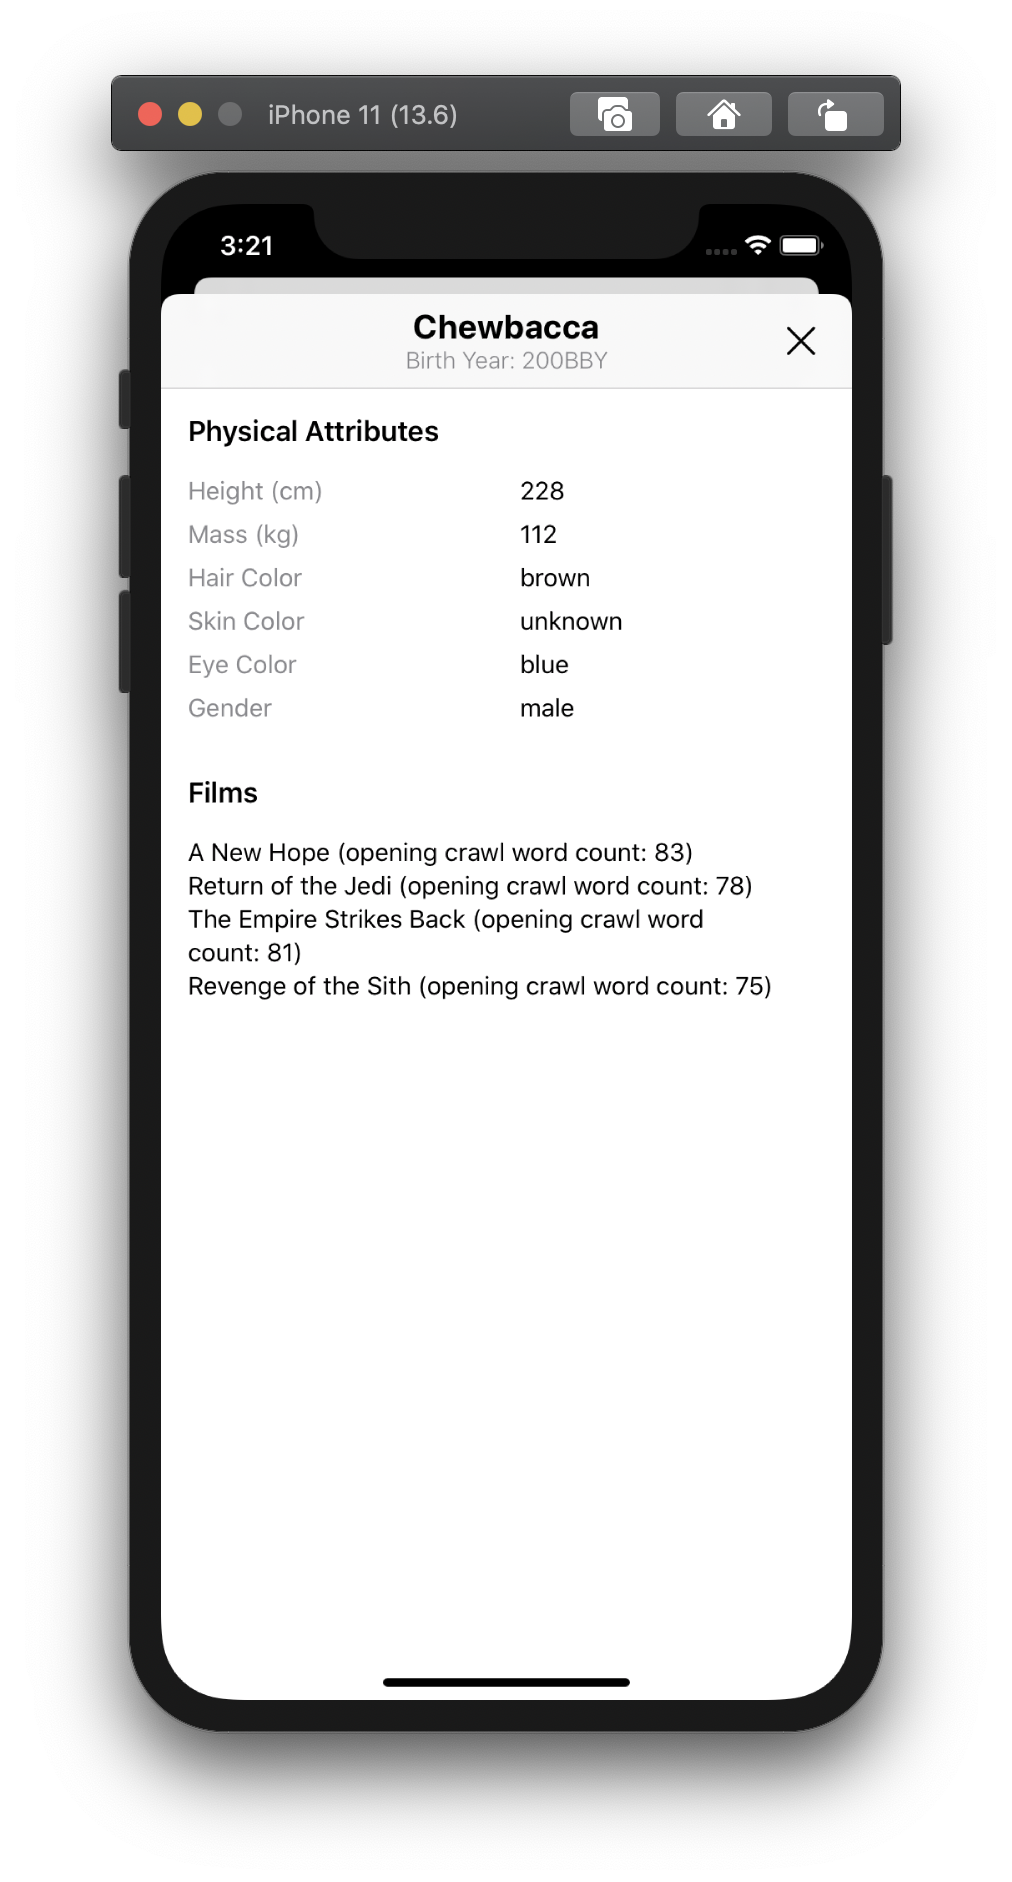 iPhone 11 (13.6)
3:21
Chewbacca
Birth Year: 200BBY
Physical Attributes
Height (cm) 228
Mass (kg) 112
Hair Color brown
Skin Color unknown
Eye Color blue
Gender male
Films
A New Hope (opening crawl word count: 83)
Return of the Jedi (opening crawl word count: 78)
The Empire Strikes Back (opening crawl word
count: 81)
Revenge of the Sith (opening crawl word count: 75)